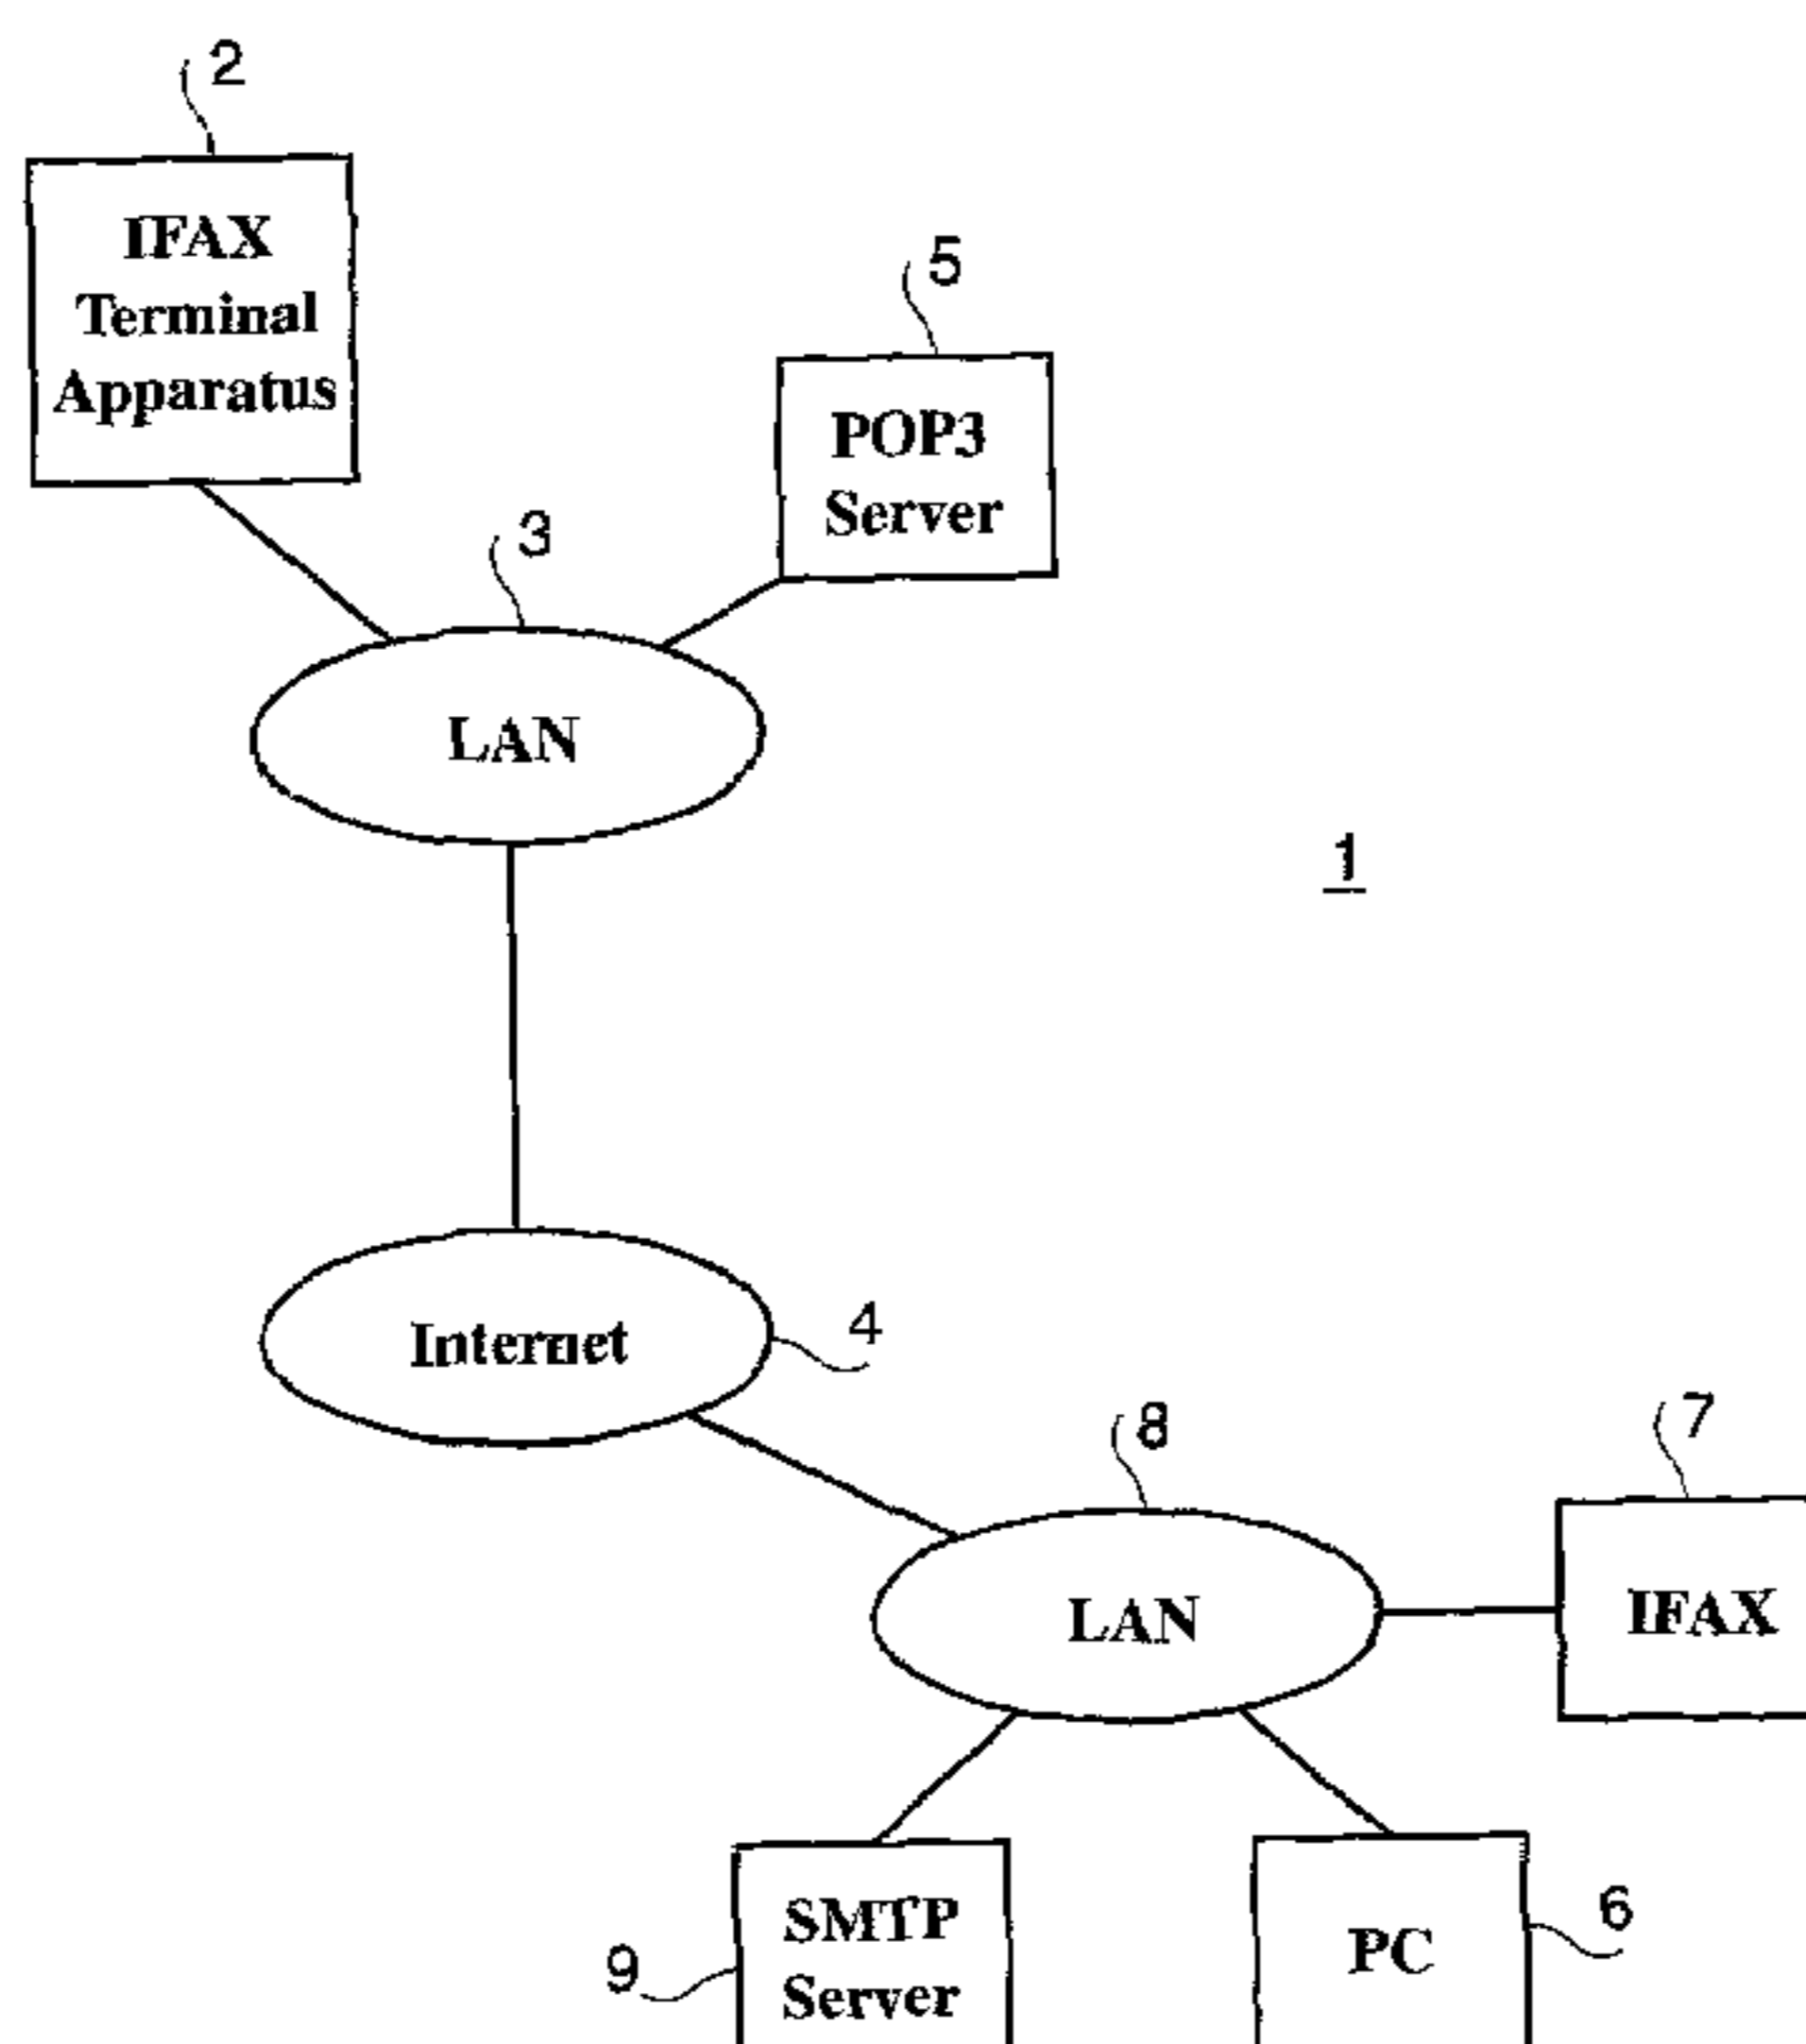 2
IFAX
Terminal
Apparatus
5
POP3
Server
3
LAN
1
Internet
4
8
7
LAN
IFAX
SMTP
Server
9
PC
6